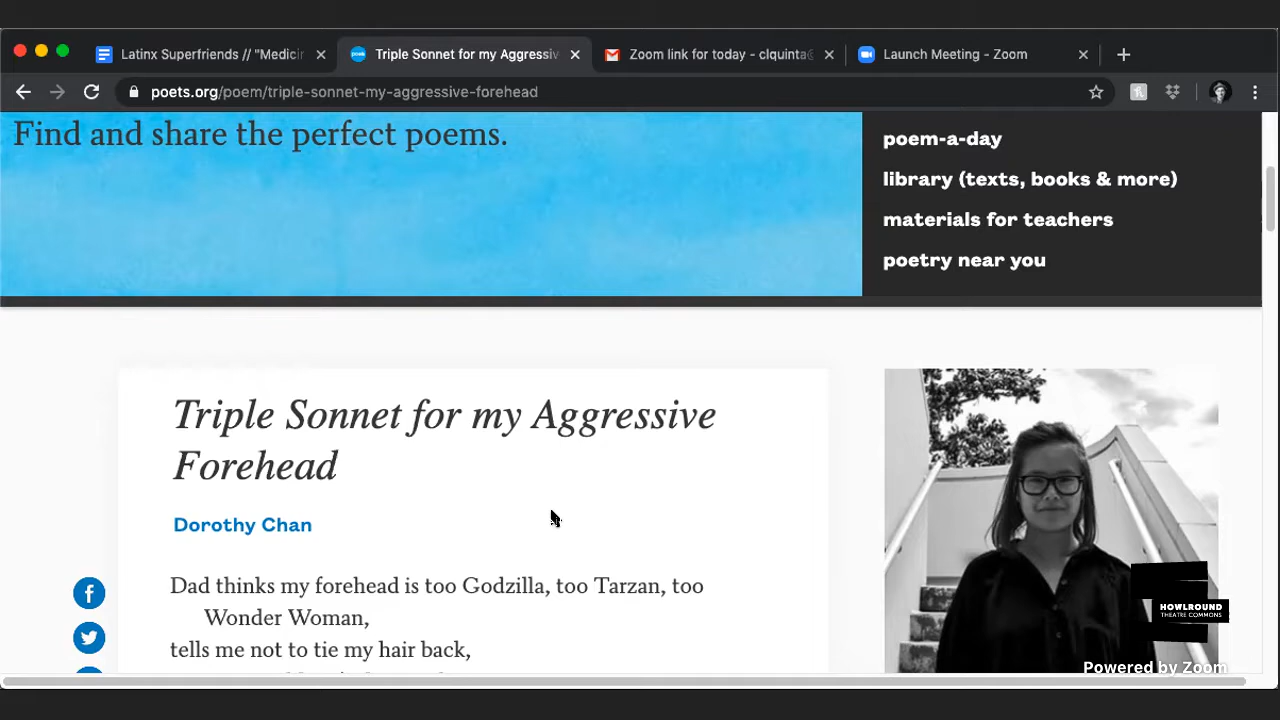 Latinx Superfriends // "Medicin
Triple Sonnet for my Aggressiv
Zoom link for today - clquinta@
Launch Meeting - Zoom
poets.org/poem/triple-sonnet-my-aggressive-forehead
Find and share the perfect poems.
poem-a-day
library (texts, books & more)
materials for teachers
poetry near you
Triple Sonnet for my Aggressive
Forehead
Dorothy Chan
Dad thinks my forehead is too Godzilla, too Tarzan, too
Wonder Woman,
tells me not to tie my hair back,
HOWLROUND
THEATRE COMMONS
Powered by Zoom